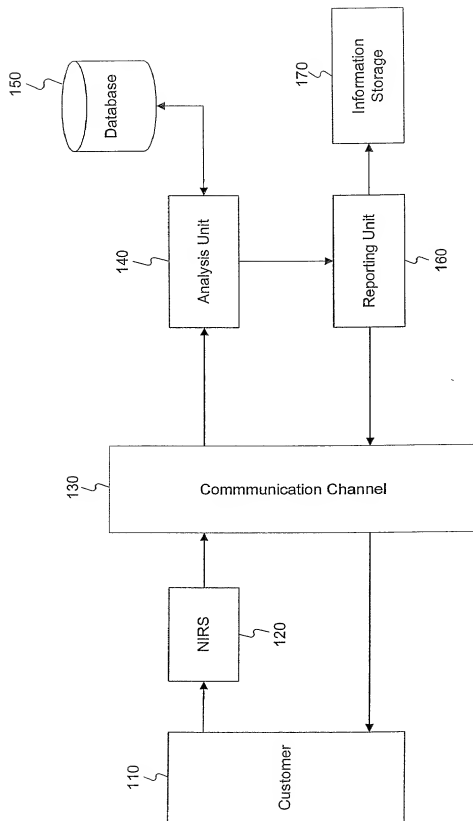 150
Database
170
Information
Storage
140
Analysis Unit
Reporting Unit
160
130
Commmunication Channel
NIRS
120
110
Customer